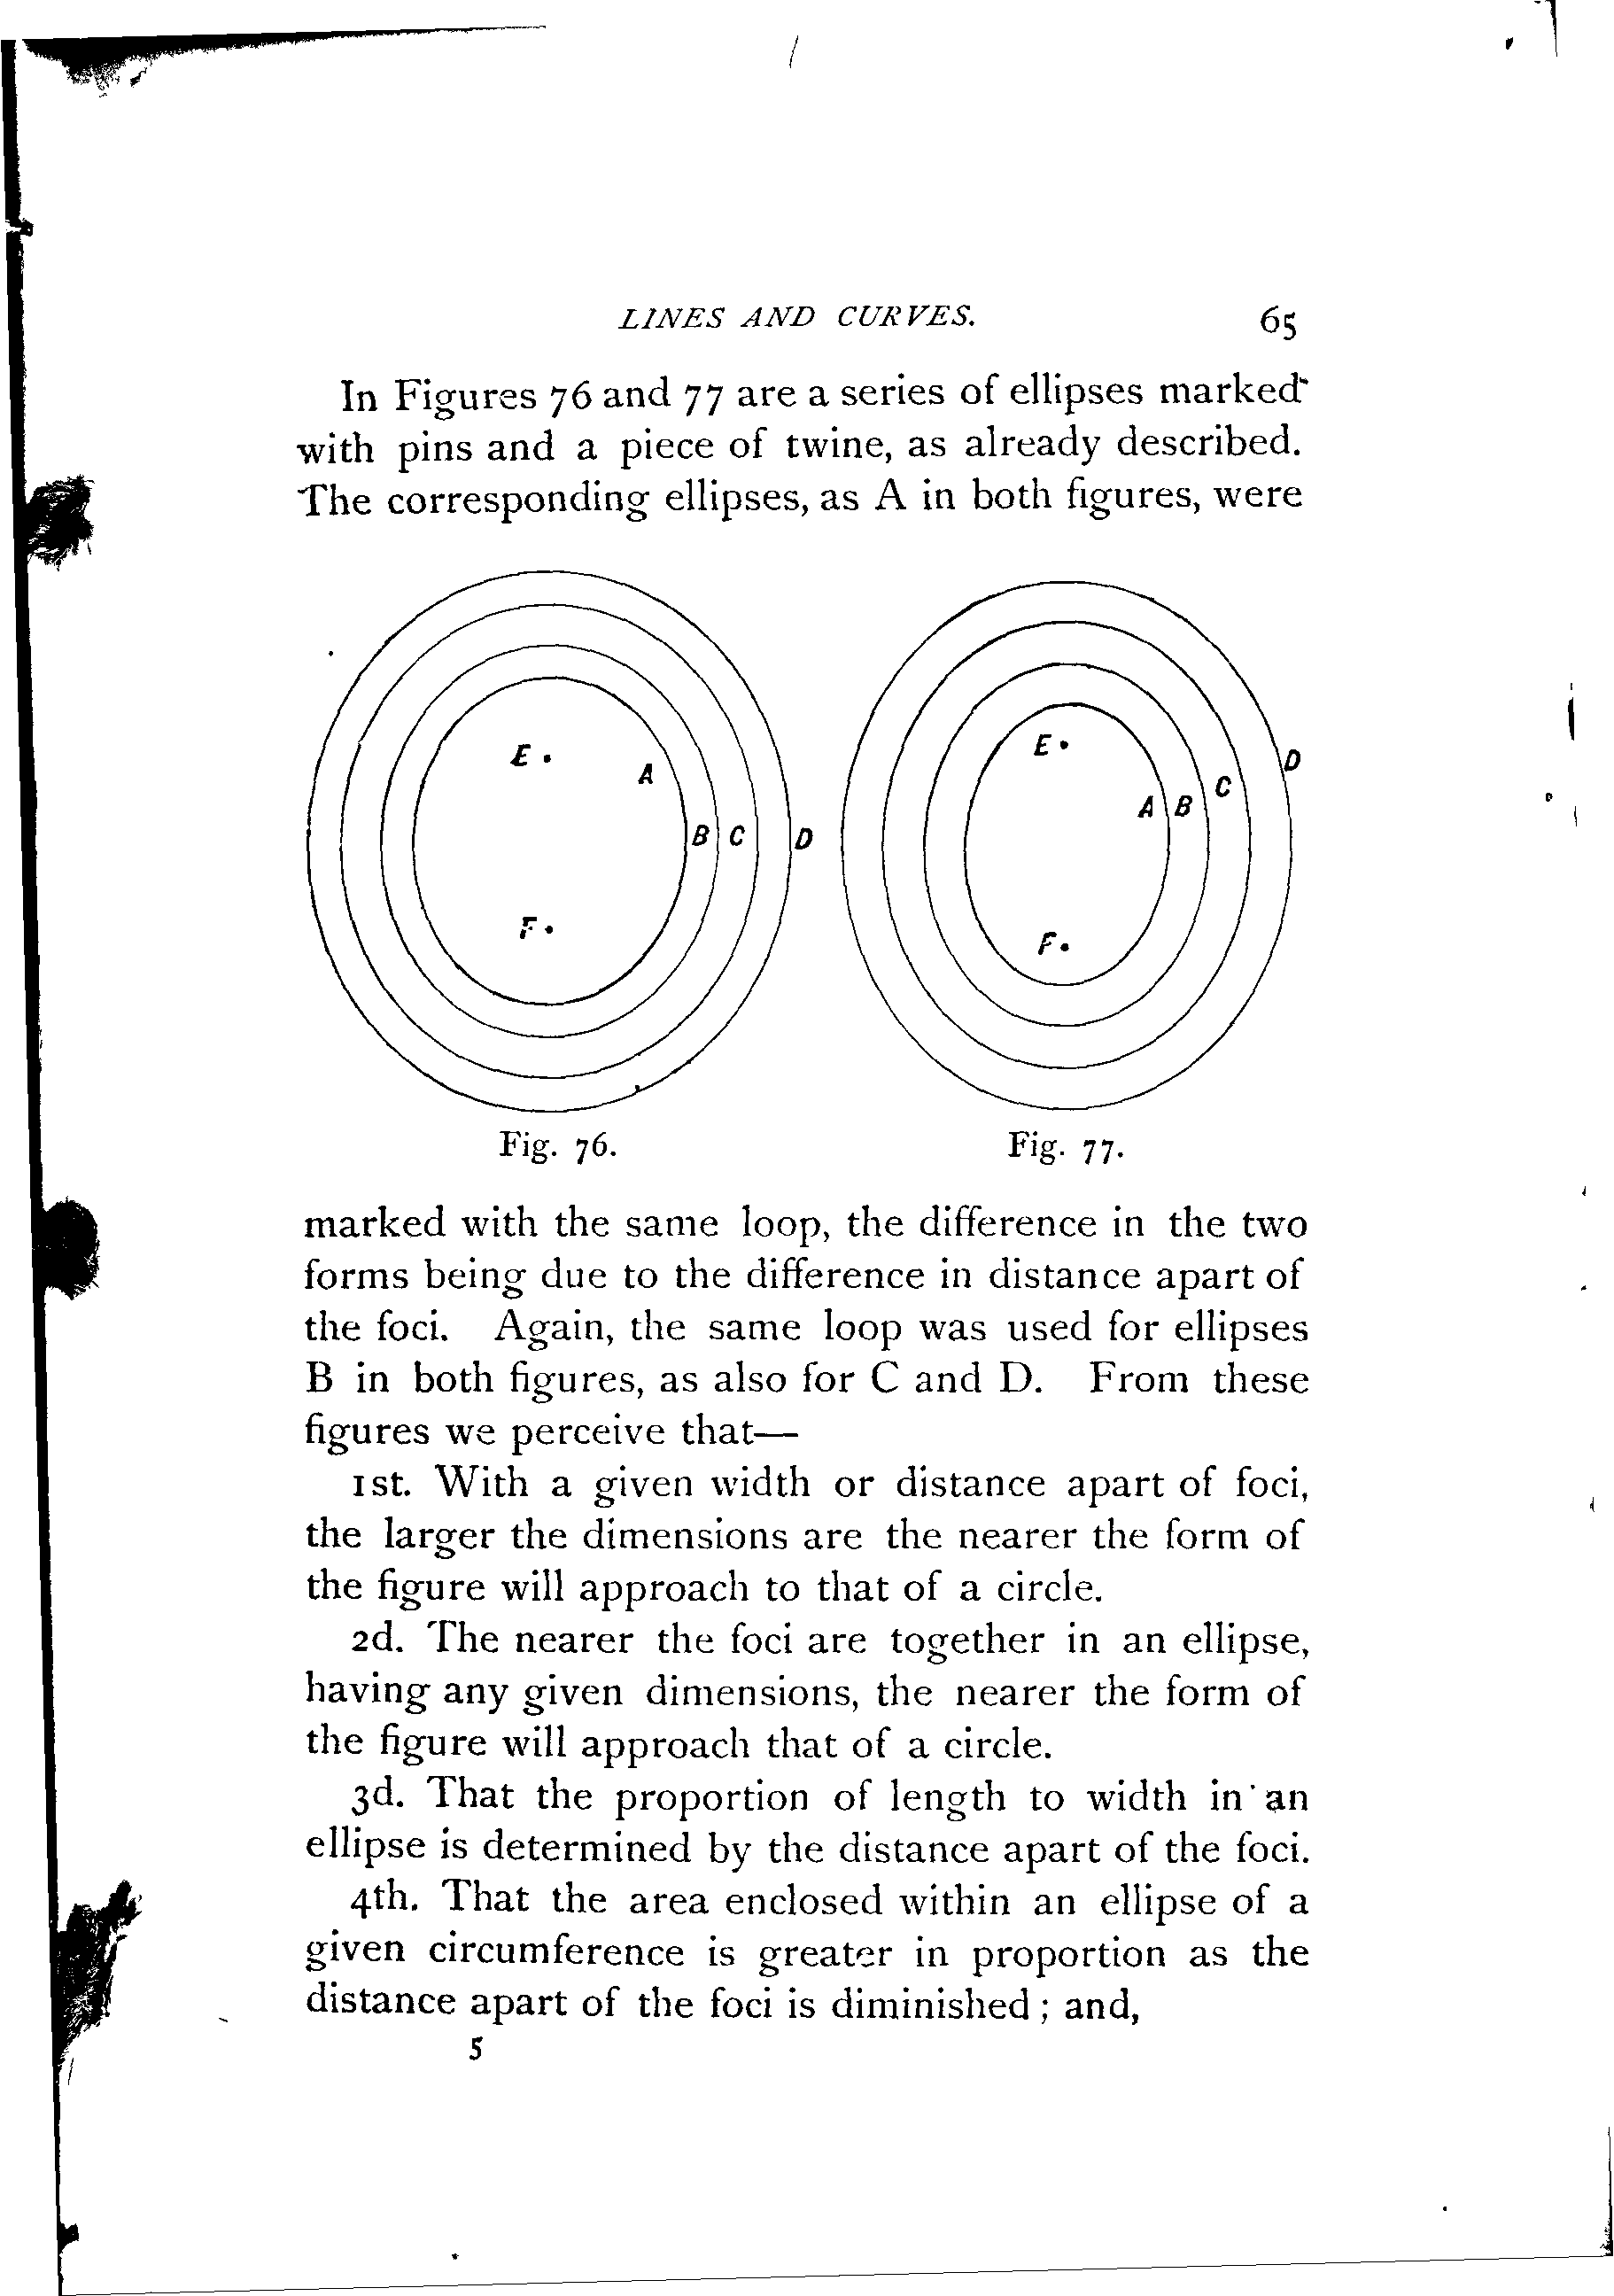 LINES AND CURVES. 65
In Figures 76 and 77 are a series of ellipses marked
with pins and a piece of twine, as already described.
The corresponding ellipses, as A in both figures, were
E
A
B
C
D
F
E
A
B
C
D
F
Fig. 76.
Fig. 77.
marked with the same loop, the difference in the two
forms being due to the difference in distance apart of
the foci. Again, the same loop was used for ellipses
B in both figures, as also for C and D. From these
figures we perceive that—
1st. With a given width or distance apart of foci,
the larger the dimensions are the nearer the form of
the figure will approach to that of a circle.
2d. The nearer the foci are together in an ellipse,
having any given dimensions, the nearer the form of
the figure will approach that of a circle.
3d. That the proportion of length to width in an
ellipse is determined by the distance apart of the foci.
4th. That the area enclosed within an ellipse of a
given circumference is greater in proportion as the
distance apart of the foci is diminished; and,
5